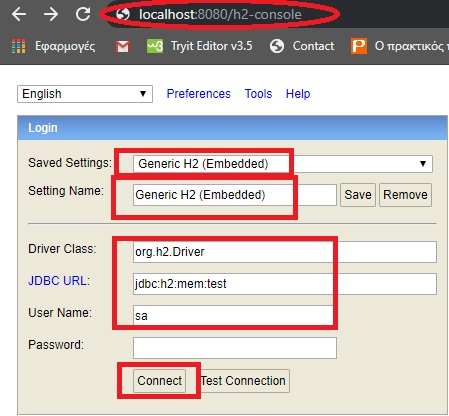 localhost:8080/h2-console
Εφαρμογές Tryit Editor v3.5 Contact Ο πρακτικός
English Preferences Tools Help
Login
Saved Settings: Generic H2 (Embedded)
Setting Name: Generic H2 (Embedded) Save Remove
Driver Class: org.h2.Driver
JDBC URL: jdbc:h2:mem:test
User Name: sa
Password:
Connect Test Connection